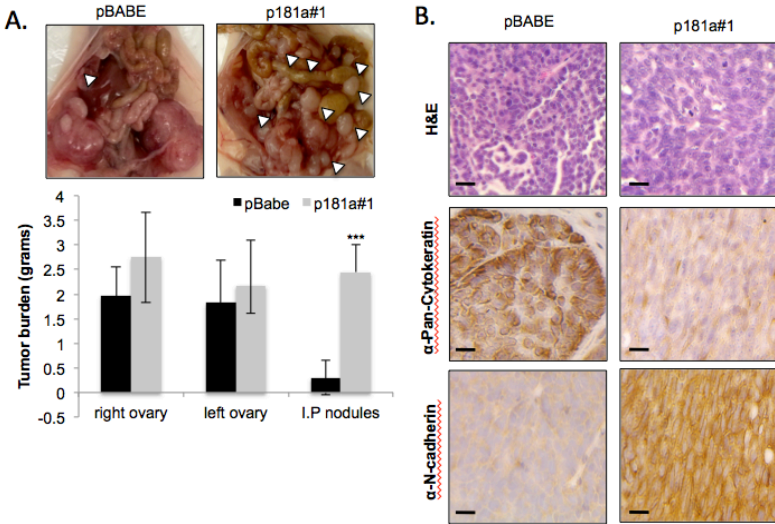 A.
pBABE
p181a#1
Tumor burden (grams)
4
3.5
3
2.5
2
1.5
1
0.5
0
-0.5
pBabe
p181a#1
***
right ovary
left ovary
I.P nodules
B.
pBABE
p181a#1
H&E
α-Pan-Cytokeratin
α-N-cadherin